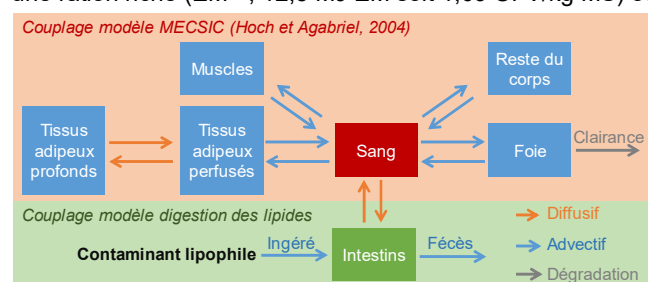 Couplage modèle MECSIC (Hoch et Agabriel, 2004)
Muscles
Reste du
corps
Tissus
adipeux
profonds
Tissus
adipeux
perfusés
Sang
Foie
Clairance
Couplage modèle digestion des lipides
Contaminant lipophile
Ingéré
Intestins
Fécès
Diffusif
Advectif
Dégradation